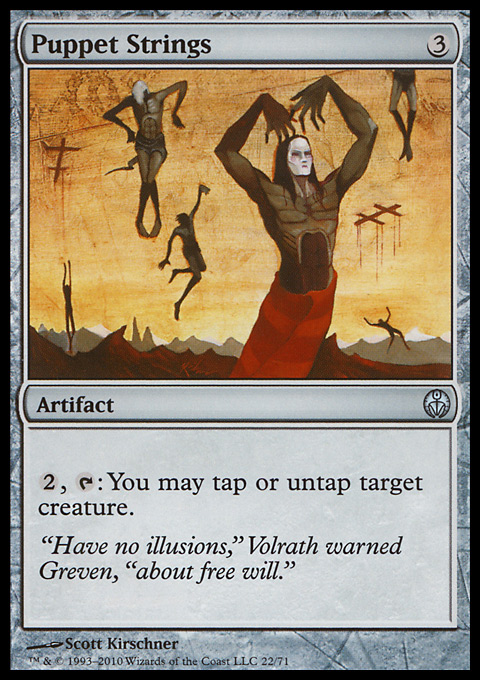 Puppet Strings 3
Artifact
2, : You may tap or untap target
creature.
“Have no illusions,” Volrath warned
Greven, “about free will.”
Scott Kirschner
™ & © 1993–2010 Wizards of the Coast LLC 22/71